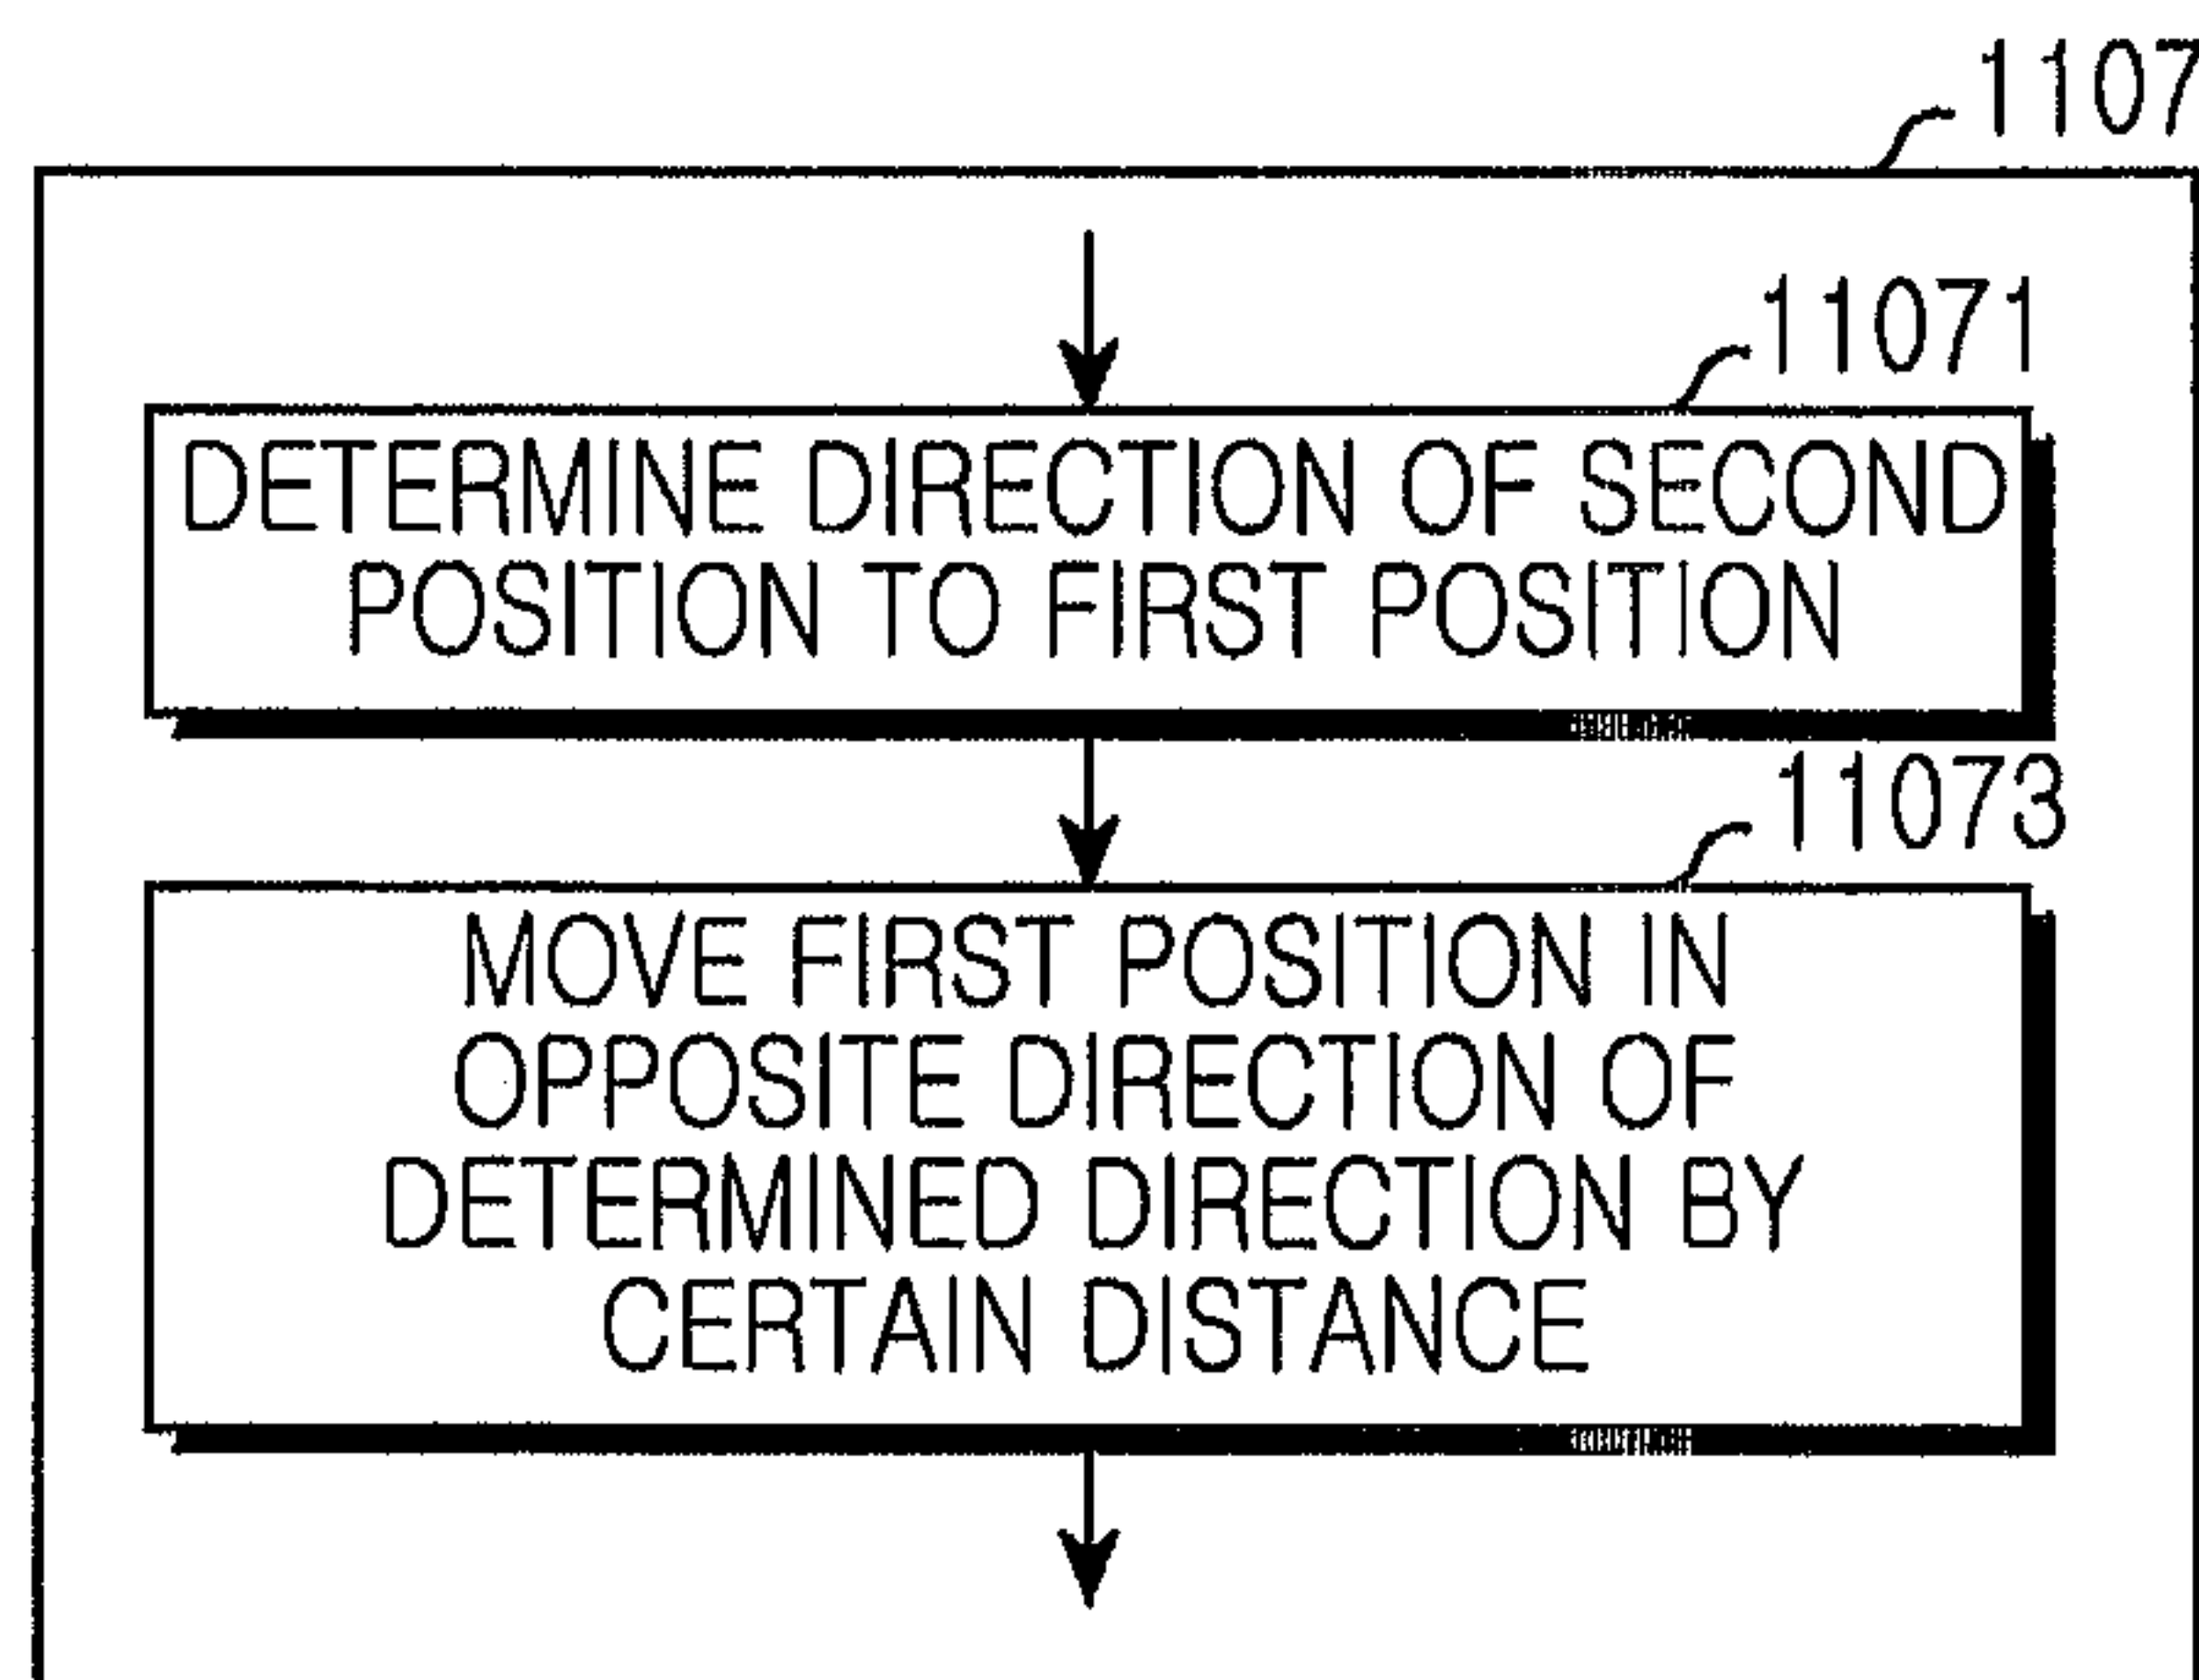 1107
11071
DETERMINE DIRECTION OF SECOND
POSITION TO FIRST POSITION
11073
MOVE FIRST POSITION IN
OPPOSITE DIRECTION OF
DETERMINED DIRECTION BY
CERTAIN DISTANCE